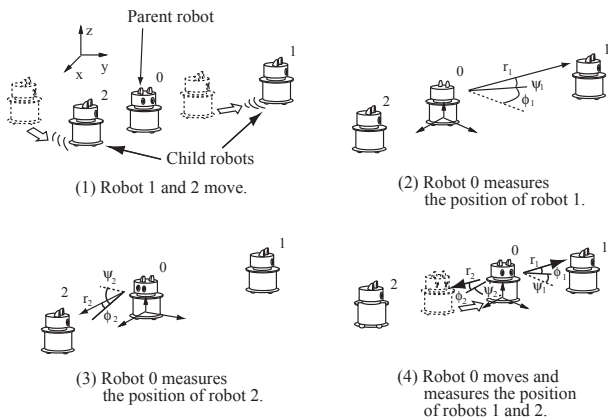 Parent robot
z
y
x
0
1
2
Child robots
(1) Robot 1 and 2 move.
0
1
2
r1
ψ1
ϕ1
(2) Robot 0 measures
the position of robot 1.
0
1
2
ψ2
r2
ϕ2
(3) Robot 0 measures
the position of robot 2.
0
1
2
r2
r1
ϕ2
ψ2
ϕ1
ψ1
(4) Robot 0 moves and
measures the position
of robots 1 and 2.